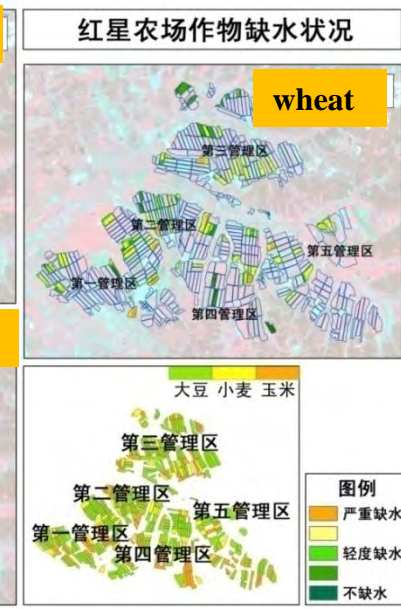 红星农场作物缺水状况
wheat
第三管理区
第二管理区
第五管理区
第一管理区
第四管理区
大豆 小麦 玉米
第三管理区
第二管理区
第五管理区
第一管理区
第四管理区
图例
严重缺水
轻度缺水
不缺水